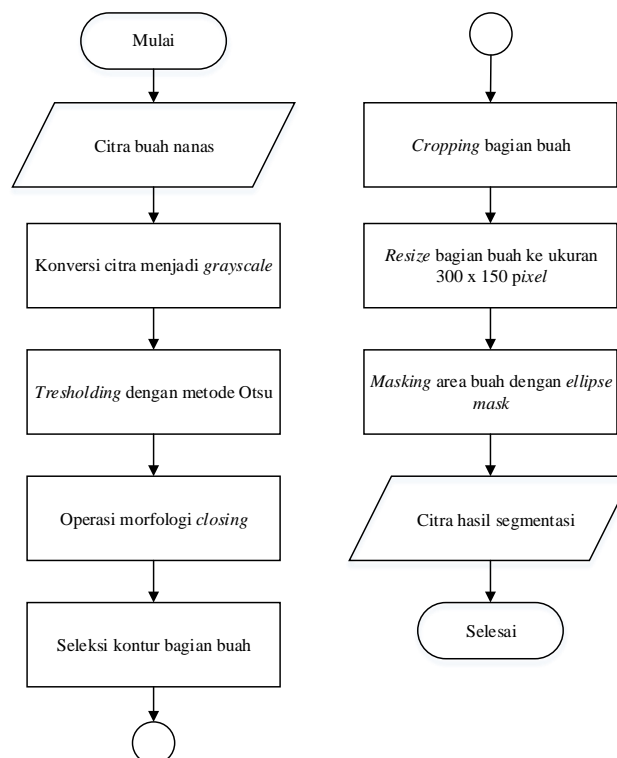 Mulai
Citra buah nanas
Konversi citra menjadi grayscale
Tresholding dengan metode Otsu
Operasi morfologi closing
Seleksi kontur bagian buah
Cropping bagian buah
Resize bagian buah ke ukuran
300 x 150 pixel
Masking area buah dengan ellipse
mask
Citra hasil segmentasi
Selesai